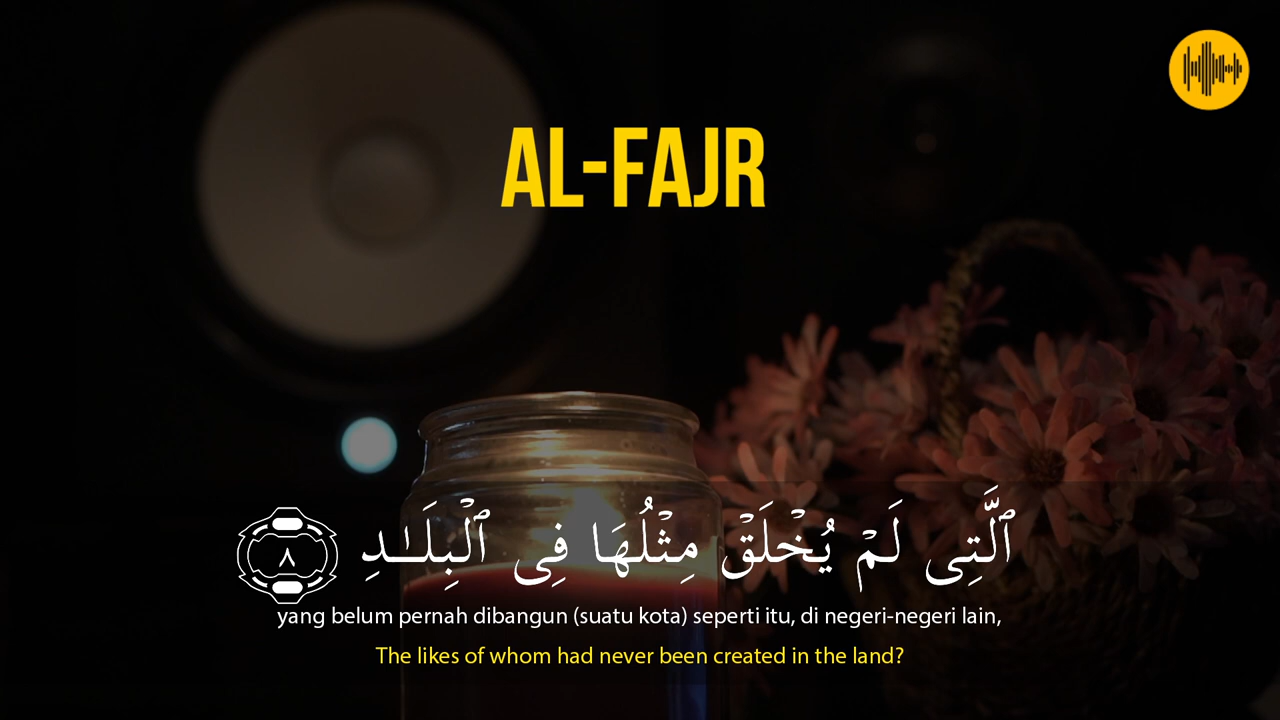 AL-FAJR
ٱلَّتِى لَمْ يُخْلَقْ مِثْلُهَا فِى ٱلْبِلَـٰدِ ٨
yang belum pernah dibangun (suatu kota) seperti itu, di negeri-negeri lain,
The likes of whom had never been created in the land?